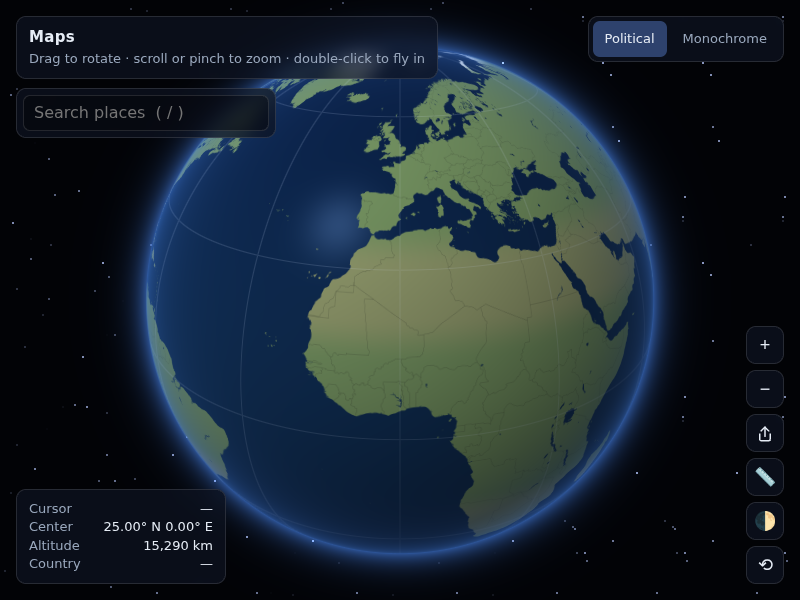 Maps
Drag to rotate · scroll or pinch to zoom · double-click to fly in
Search places ( / )
Political
Monochrome
+
−
Cursor —
Center 25.00° N 0.00° E
Altitude 15,290 km
Country —